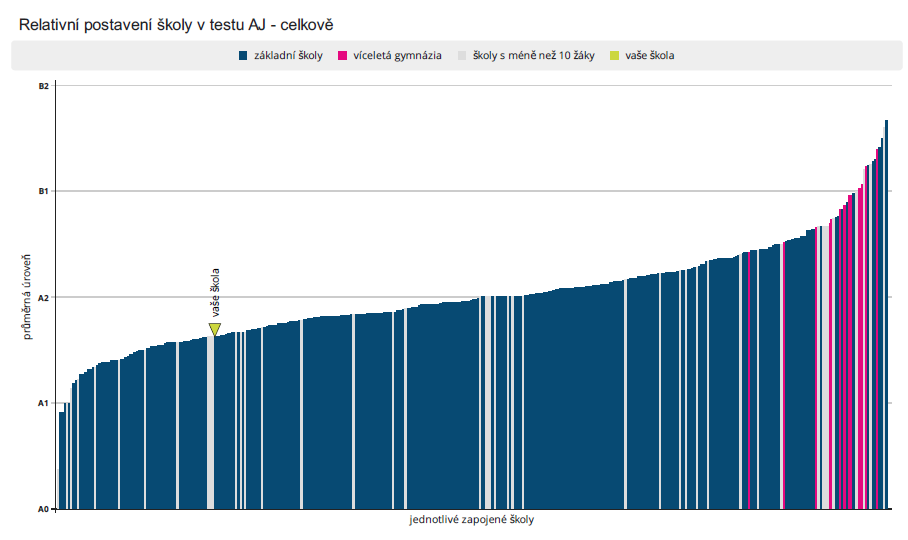 Relativní postavení školy v testu AJ - celkově
základní školy víceletá gymnázia školy s méně než 10 žáky vaše škola
B2
B1
A2
A1
A0
průměrná úroveň
vaše škola
jednotlivé zapojené školy